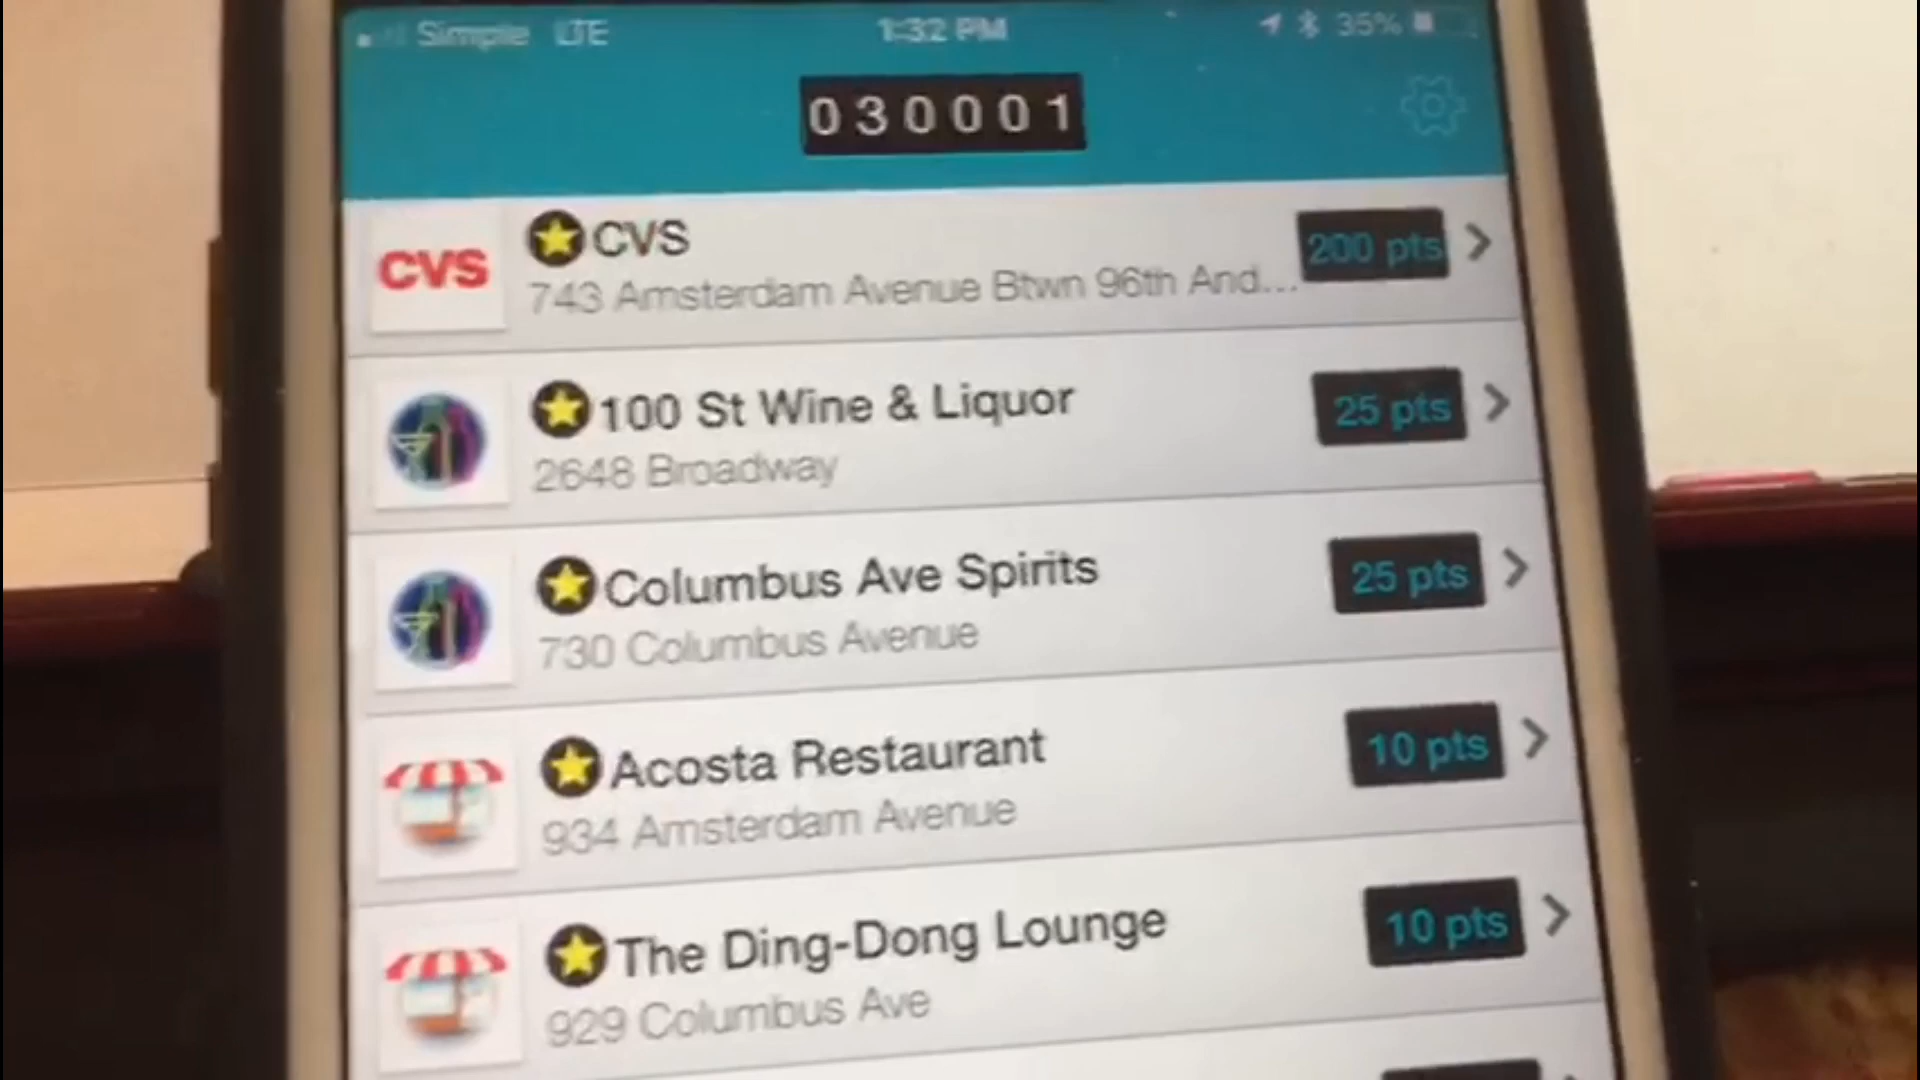 Simple LTE 1:32 PM 35%
030001
CVS
CVS
200 pts
743 Amsterdam Avenue Btwn 96th And...
100 St Wine & Liquor
25 pts
2648 Broadway
Columbus Ave Spirits
25 pts
730 Columbus Avenue
Acosta Restaurant
10 pts
934 Amsterdam Avenue
The Ding-Dong Lounge
10 pts
929 Columbus Ave